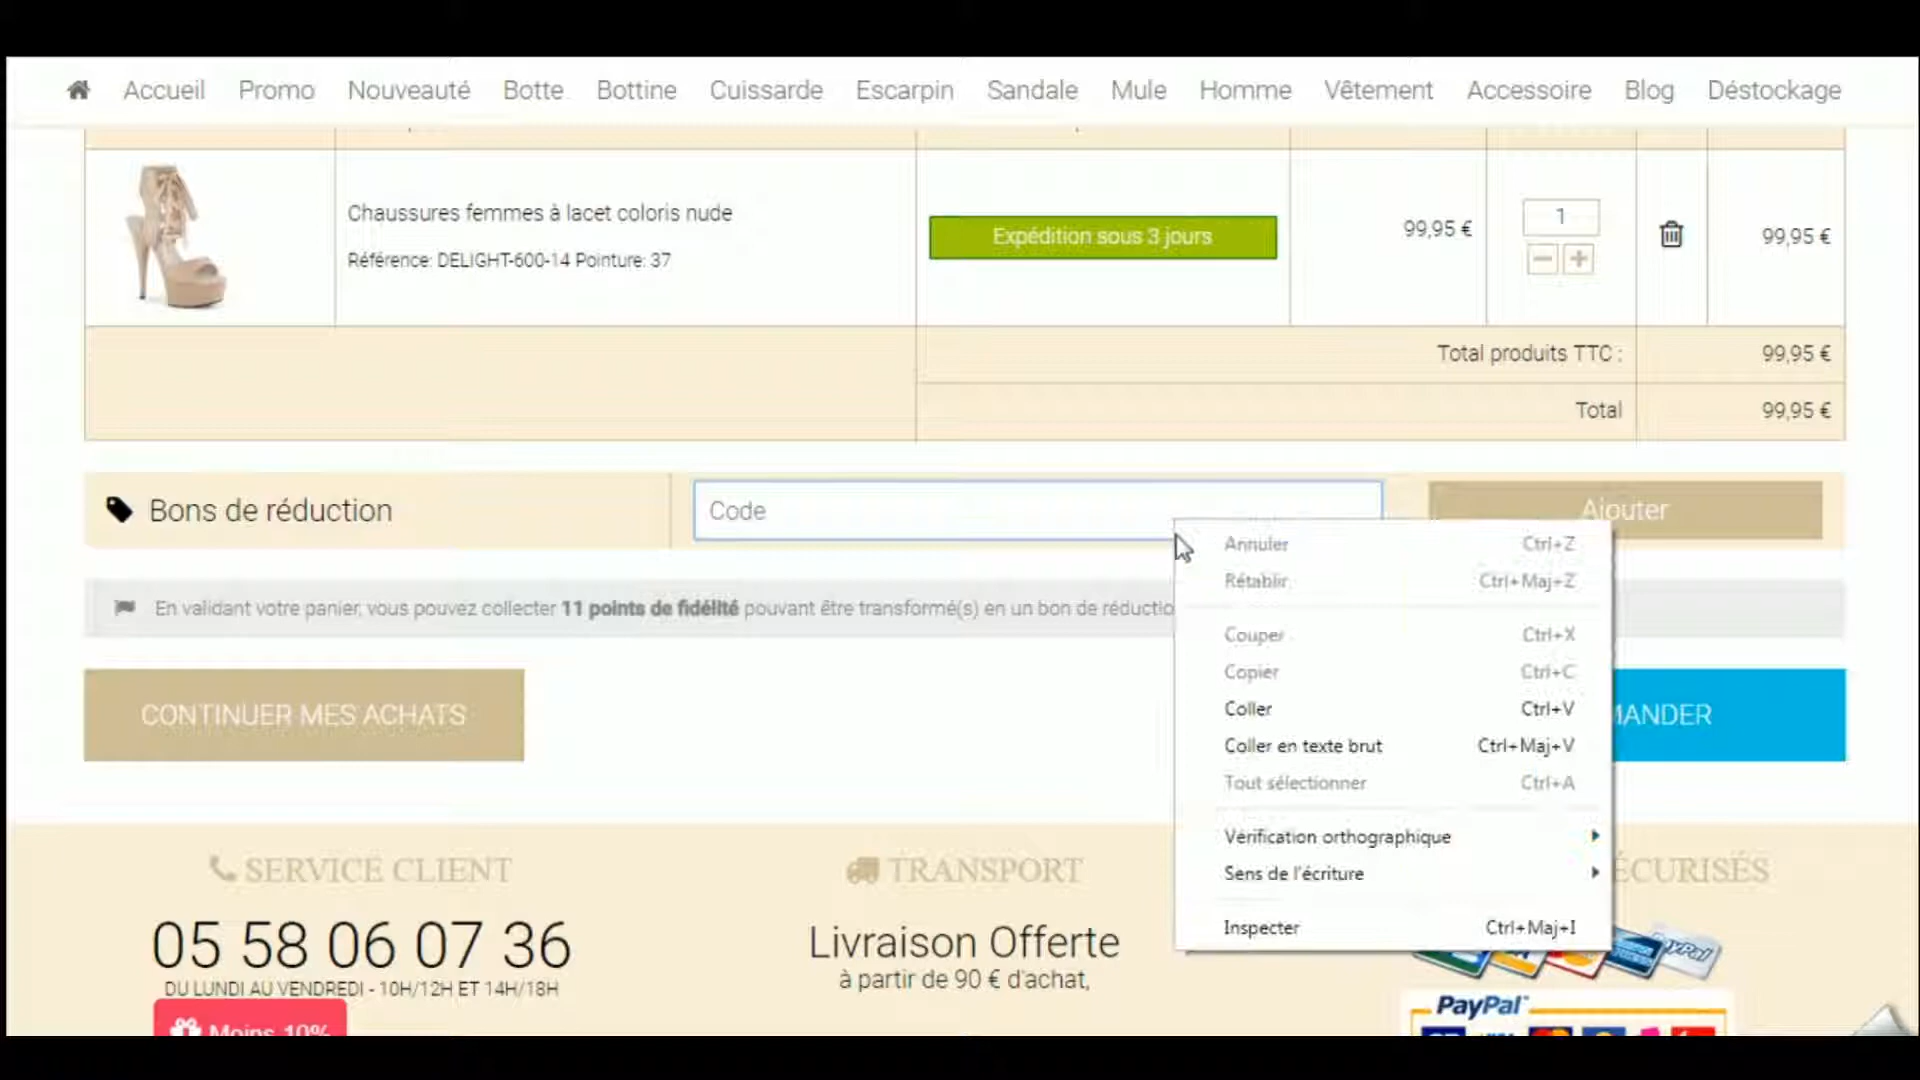 Accueil Promo Nouveauté Botte Bottine Cuissarde Escarpin Sandale Mule Homme Vêtement Accessoire Blog Déstockage
Chaussures femmes à lacet coloris nude
Référence: DELIGHT-600-14 Pointure: 37
Expédition sous 3 jours
99,95 €
1
99,95 €
Total produits TTC :
99,95 €
Total
99,95 €
Bons de réduction
Code
Ajouter
En validant votre panier, vous pouvez collecter 11 points de fidélité pouvant être transformé(s) en un bon de réductio
Annuler Ctrl+Z
Rétablir Ctrl+Maj+Z
Couper Ctrl+X
Copier Ctrl+C
Coller Ctrl+V
Coller en texte brut Ctrl+Maj+V
Tout sélectionner Ctrl+A
Vérification orthographique
Sens de l'écriture
Inspecter Ctrl+Maj+I
CONTINUER MES ACHATS
MANDER
SERVICE CLIENT
05 58 06 07 36
DU LUNDI AU VENDREDI - 10H/12H ET 14H/18H
Moins 10%
TRANSPORT
Livraison Offerte
à partir de 90 € d'achat,
ÉCURISÉS
PayPal
PayPal